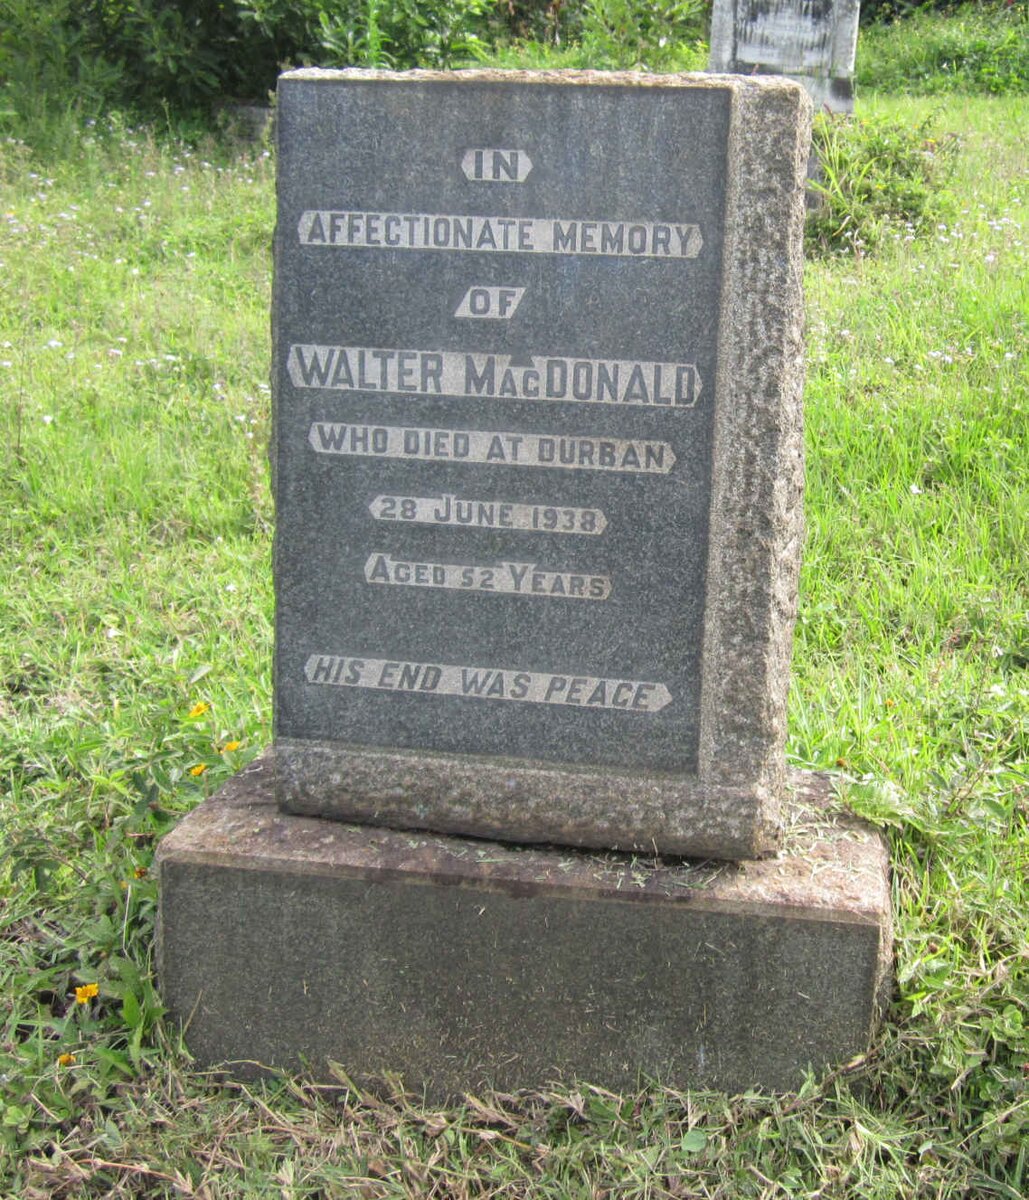 IN
AFFECTIONATE MEMORY
OF
WALTER MACDONALD
WHO DIED AT DURBAN
28 JUNE 1938
AGED 52 YEARS
HIS END WAS PEACE